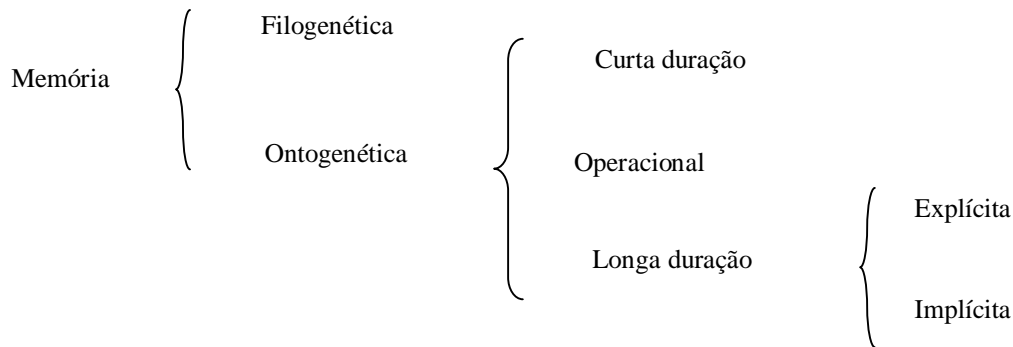 Filogenética
Curta duração
Memória
Ontogenética
Operacional
Explícita
Longa duração
Implícita